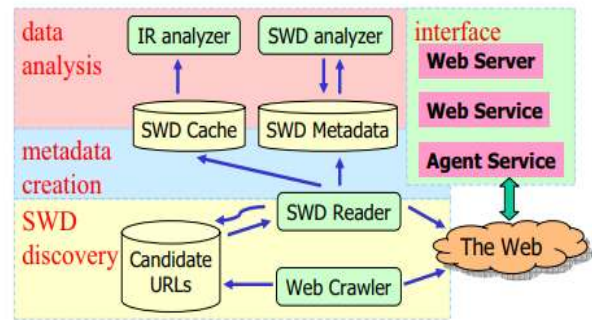 data
analysis
IR analyzer
SWD analyzer
interface
Web Server
Web Service
Agent Service
SWD Cache
SWD Metadata
metadata
creation
SWD
discovery
SWD Reader
Candidate
URLs
Web Crawler
The Web